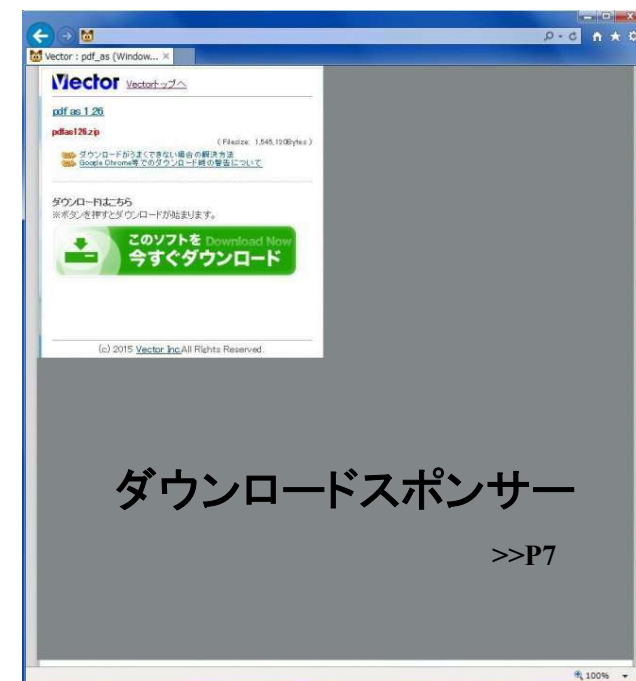 Vector : pdf_as (Window...
Vector Vectorトップへ
pdf as 1.26
pdfas126.zip
(Filesize: 1,545,120Bytes)
ダウンロードがうまくできない場合の解決方法
Google Chrome等でのダウンロード時の警告について
ダウンロードはこちら
※ボタンを押すとダウンロードが始まります。
このソフトを Download Now
今すぐダウンロード
(c) 2015 Vector Inc.All Rights Reserved.
ダウンロードスポンサー
>>P7
100%